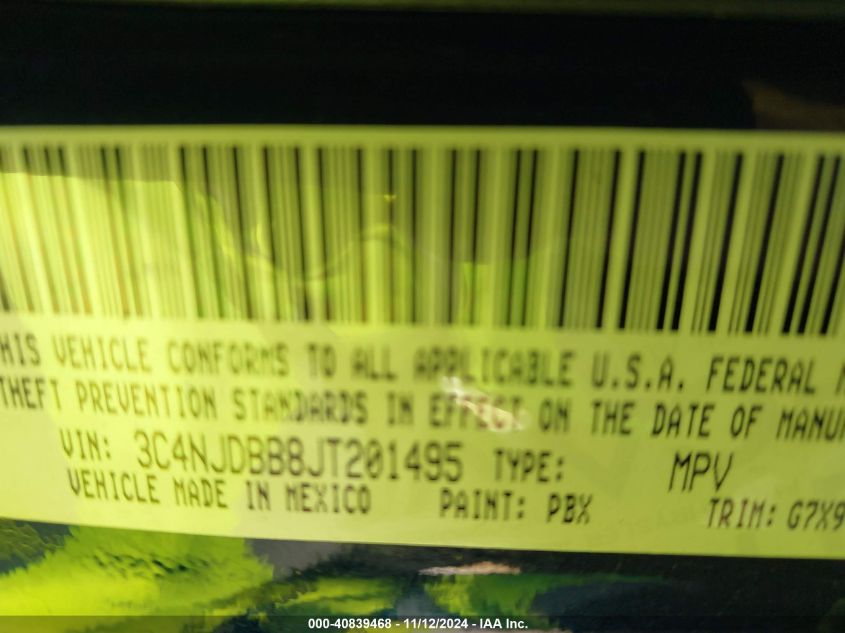 HIS VEHICLE CONFORMS TO ALL APPLICABLE U.S.A. FEDERAL M
THEFT PREVENTION STANDARDS IN EFFECT ON THE DATE OF MANU
VIN: 3C4NJDBB8JT201495 TYPE: MPV
VEHICLE MADE IN MEXICO PAINT: PBX TRIM: G7X9
000-40839468 - 11/12/2024 - IAA Inc.